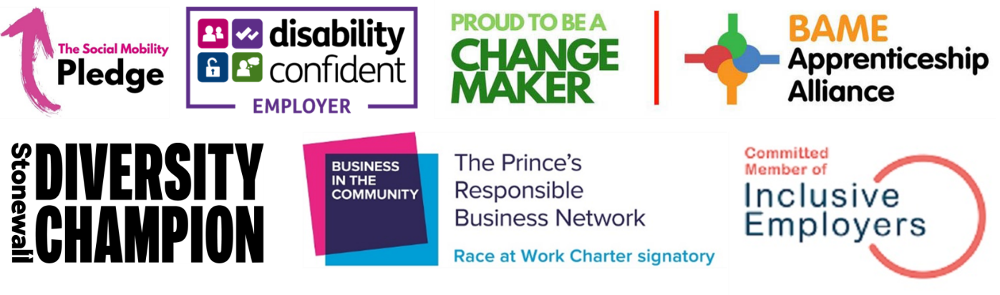 The Social Mobility
Pledge
disability
confident
EMPLOYER
PROUD TO BE A
CHANGE
MAKER
BAME
Apprenticeship
Alliance
Stonewall
DIVERSITY
CHAMPION
BUSINESS
IN THE
COMMUNITY
The Prince's
Responsible
Business Network
Race at Work Charter signatory
Committed
Member of
Inclusive
Employers